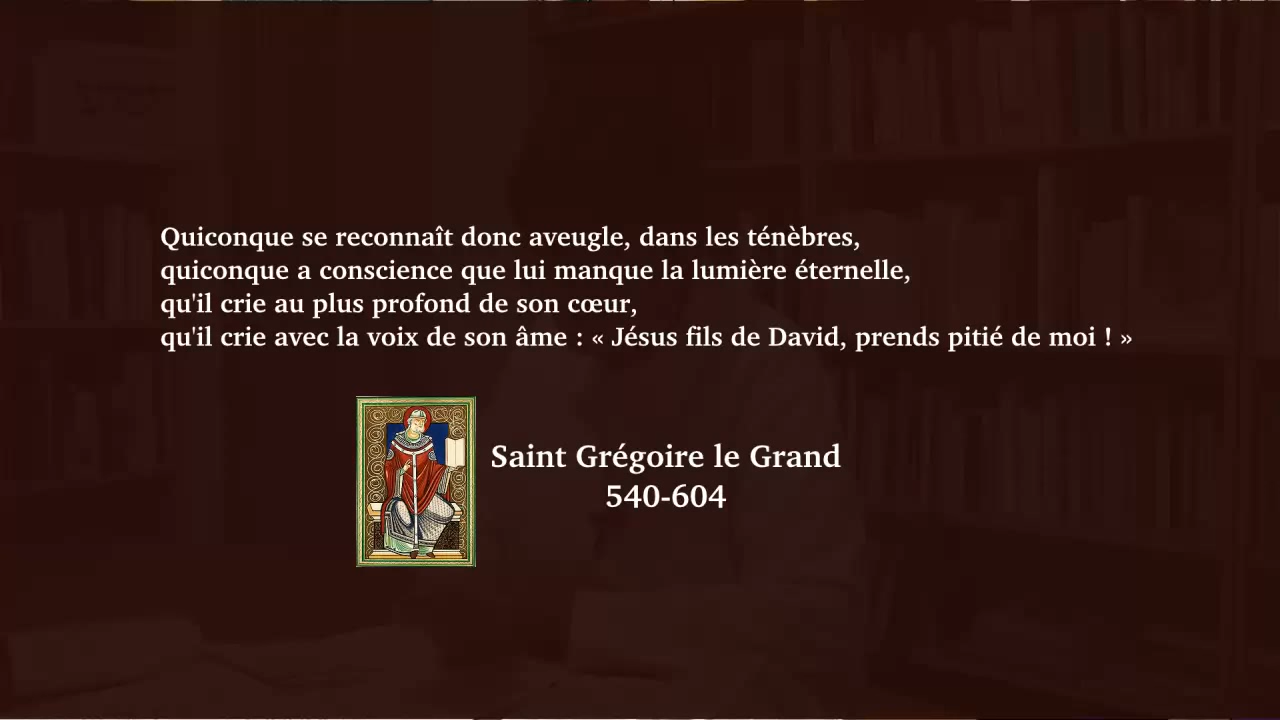 Quiconque se reconnaît donc aveugle, dans les ténèbres,
quiconque a conscience que lui manque la lumière éternelle,
qu'il crie au plus profond de son cœur,
qu'il crie avec la voix de son âme : « Jésus fils de David, prends pitié de moi ! »
Saint Grégoire le Grand
540-604